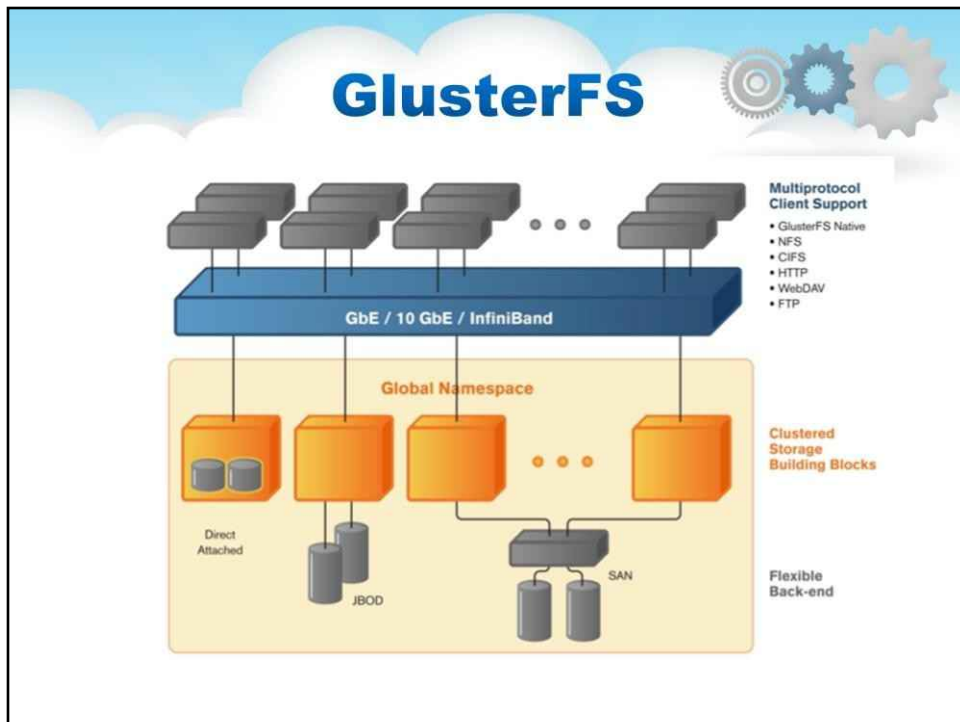 GlusterFS
Multiprotocol
Client Support
• GlusterFS Native
• NFS
• CIFS
• HTTP
• WebDAV
• FTP
GbE / 10 GbE / InfiniBand
Global Namespace
Clustered
Storage
Building Blocks
Direct
Attached
JBOD
SAN
Flexible
Back-end